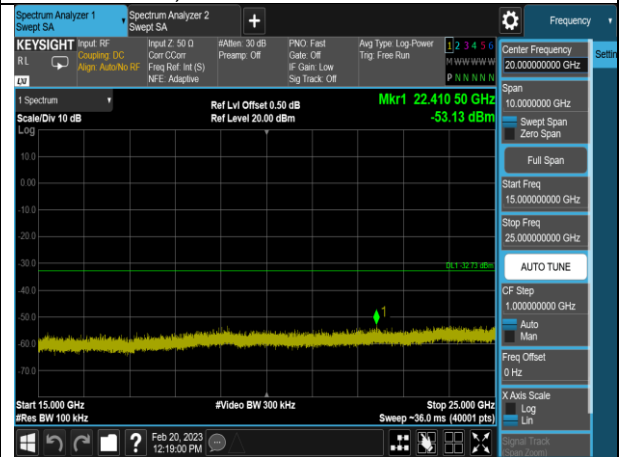 Spectrum Analyzer 1
Swept SA
Spectrum Analyzer 2
Swept SA
Frequency
KEYSIGHT
RL
LXI
Input: RF
Coupling: DC
Align: Auto/No RF
Input Z: 50 Ω
Corr CCorr
Freq Ref: Int (S)
NFE: Adaptive
#Atten: 30 dB
Preamp: Off
PNO: Fast
Gate: Off
IF Gain: Low
Sig Track: Off
Avg Type: Log-Power
Trig: Free Run
1 2 3 4 5 6
M W W W W W
P N N N N N
Center Frequency
20.000000000 GHz
Settin
Span
10.0000000 GHz
Swept Span
Zero Span
Full Span
Start Freq
15.000000000 GHz
Stop Freq
25.000000000 GHz
AUTO TUNE
CF Step
1.000000000 GHz
Auto
Man
Freq Offset
0 Hz
X Axis Scale
Log
Lin
Signal Track
(Span Zoom)
1 Spectrum
Scale/Div 10 dB
Ref Lvl Offset 0.50 dB
Ref Level 20.00 dBm
Mkr1 22.410 50 GHz
-53.13 dBm
Log
10.0
0.00
-10.0
-20.0
-30.0
DL1 -32.73 dBm
-40.0
1
-50.0
-60.0
-70.0
Start 15.000 GHz
#Video BW 300 kHz
Stop 25.000 GHz
#Res BW 100 kHz
Sweep ~36.0 ms (40001 pts)
Feb 20, 2023
12:19:00 PM